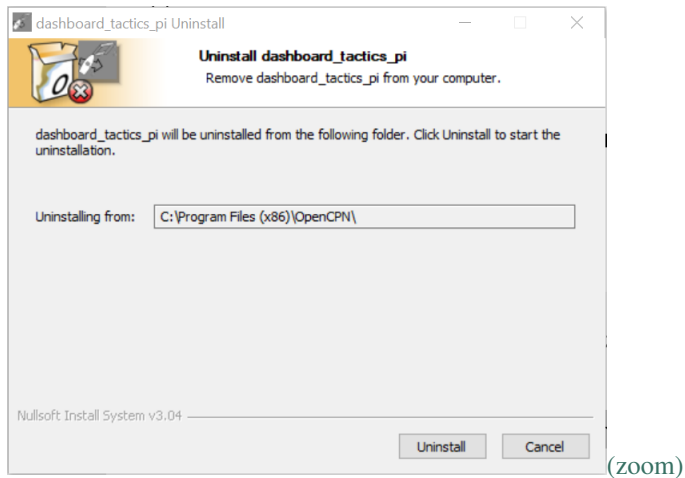 dashboard_tactics_pi Uninstall
Uninstall dashboard_tactics_pi
Remove dashboard_tactics_pi from your computer.
dashboard_tactics_pi will be uninstalled from the following folder. Click Uninstall to start the
uninstallation.
Uninstalling from: C:\Program Files (x86)\OpenCPN\
Nullsoft Install System v3.04
Uninstall Cancel
(zoom)